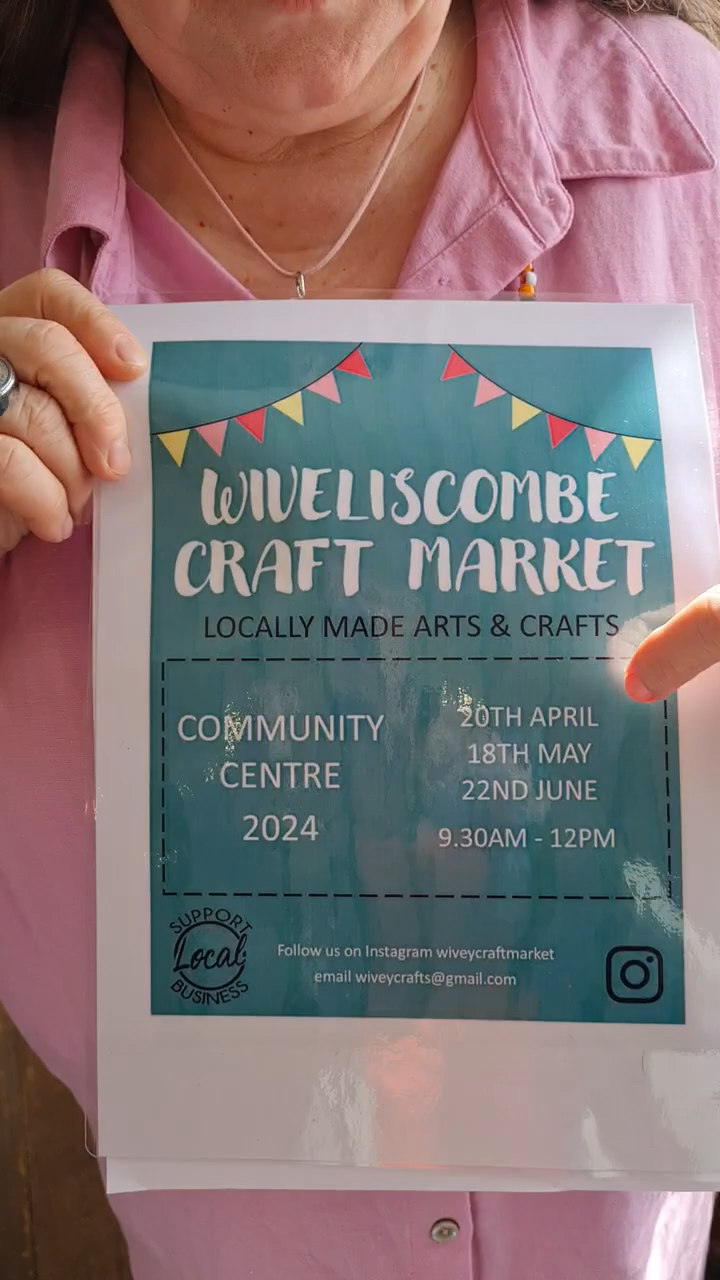 WIVELISCOMBE
CRAFT MARKET
LOCALLY MADE ARTS & CRAFTS
COMMUNITY
CENTRE
2024
20TH APRIL
18TH MAY
22ND JUNE
9.30AM - 12PM
SUPPORT
Local
BUSINESS
Follow us on Instagram wiveycraftmarket
email wiveycrafts@gmail.com